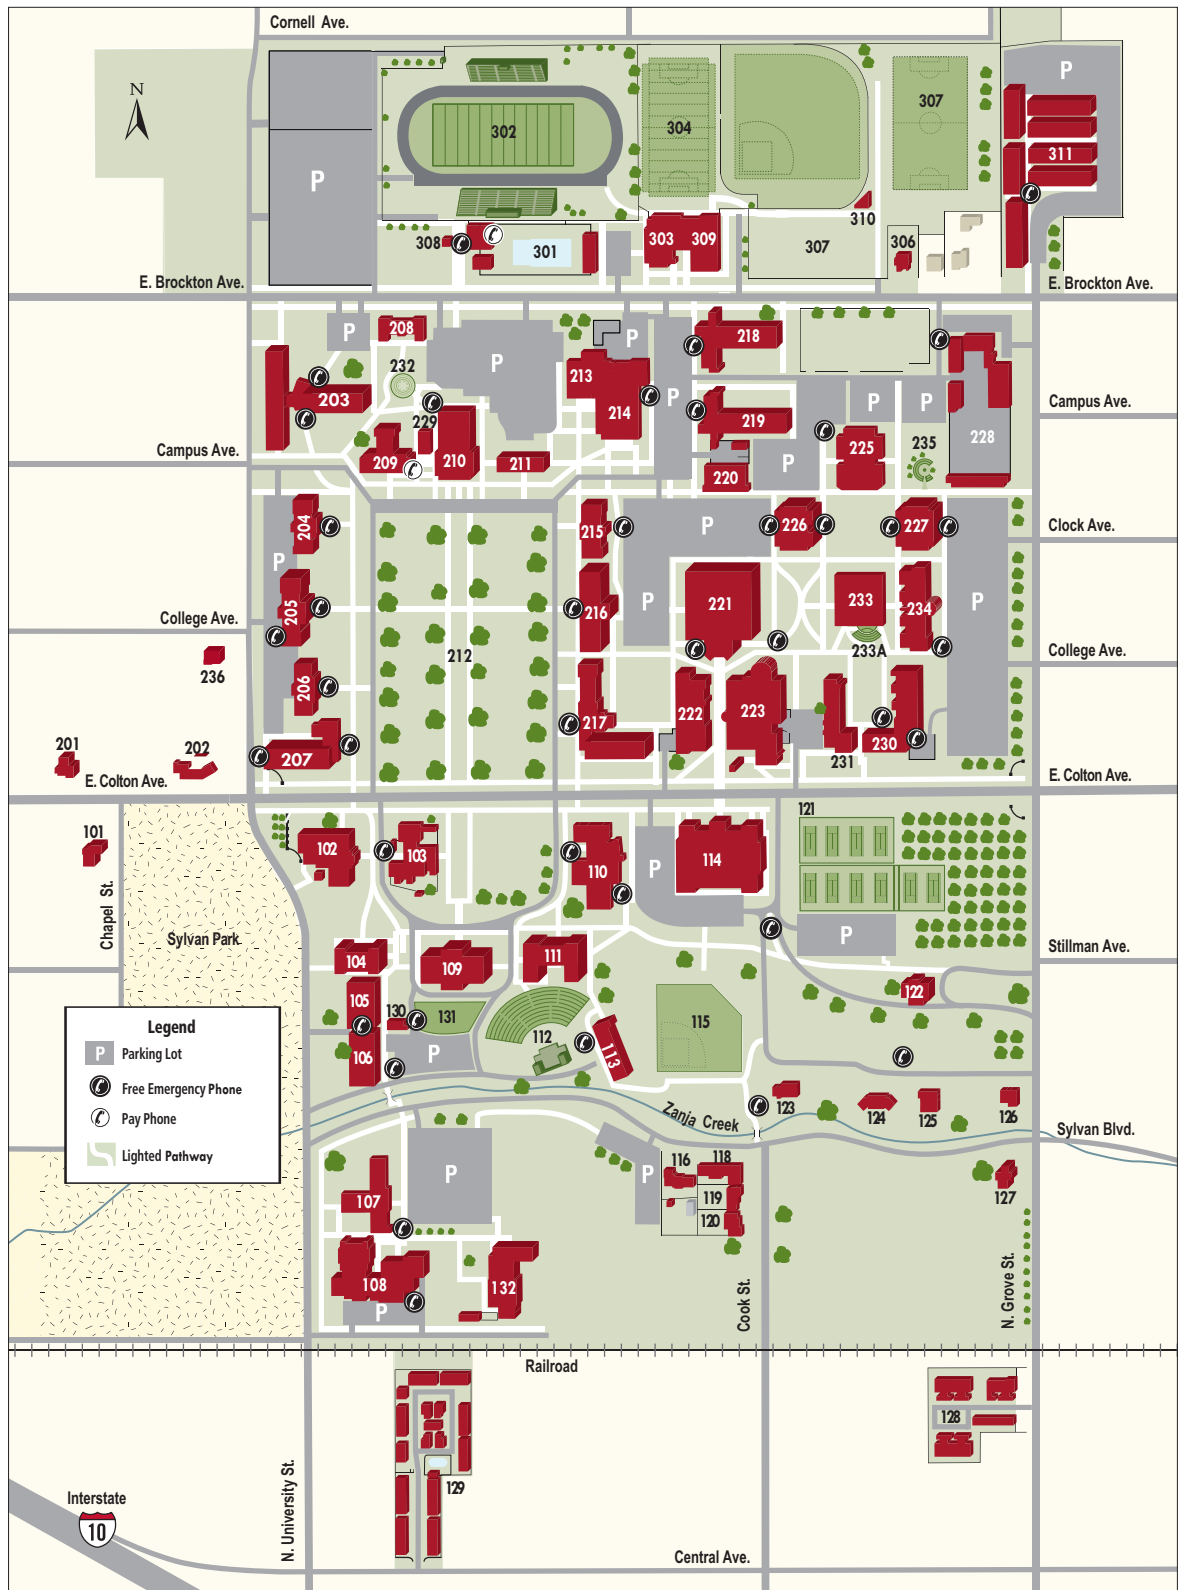 Cornell Ave.
P
N
307
302
304
P
311
P
310
308
301
303
309
307
306
E. Brockton Ave.
E. Brockton Ave.
208
P
P
218
P
232
213
P
203
229
214
P
P
Campus Ave.
219
235
228
Campus Ave.
209
210
211
225
220
P
204
215
P
226
227
Clock Ave.
P
205
216
P
221
233
234
P
College Ave.
212
233A
College Ave.
236
206
217
222
223
201
202
207
230
231
E. Colton Ave.
E. Colton Ave.
121
101
102
103
110
P
114
Chapel St.
Sylvan Park
P
Stillman Ave.
104
109
111
105
130
131
122
112
115
Legend
P
Parking Lot
Free Emergency Phone
Pay Phone
Lighted Pathway
106
P
113
123
124
125
126
Zanja Creek
Sylvan Blvd.
P
P
116
118
119
120
127
107
108
132
P
Cook St.
N. Grove St.
Railroad
128
129
N. University St.
Interstate
10
Central Ave.